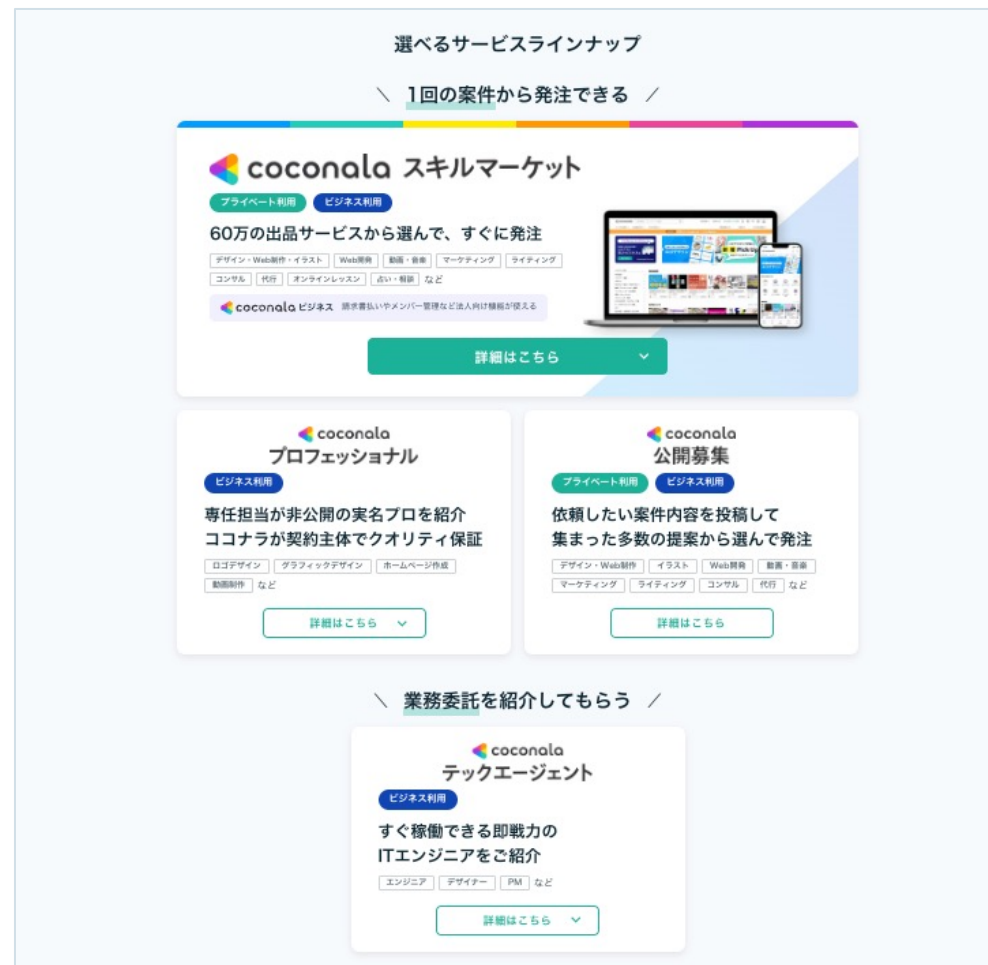 選べるサービスラインナップ
\ 1回の案件から発注できる /
coconala スキルマーケット
プライベート利用 ビジネス利用
60万の出品サービスから選んで、すぐに発注
デザイン・Web制作・イラスト Web開発 動画・音楽 マーケティング ライティング
コンサル 代行 オンラインレッスン 占い・相談 など
coconala ビジネス 請求書払いやメンバー管理など法人向け機能が使える
詳細はこちら
coconala
プロフェッショナル
ビジネス利用
専任担当が非公開の実名プロを紹介
ココナラが契約主体でクオリティ保証
ロゴデザイン グラフィックデザイン ホームページ作成
動画制作 など
詳細はこちら
coconala
公開募集
プライベート利用 ビジネス利用
依頼したい案件内容を投稿して
集まった多数の提案から選んで発注
デザイン・Web制作 イラスト Web開発 動画・音楽
マーケティング ライティング コンサル 代行 など
詳細はこちら
\ 業務委託を紹介してもらう /
coconala
テックエージェント
ビジネス利用
すぐ稼働できる即戦力の
ITエンジニアをご紹介
エンジニア デザイナー PM など
詳細はこちら